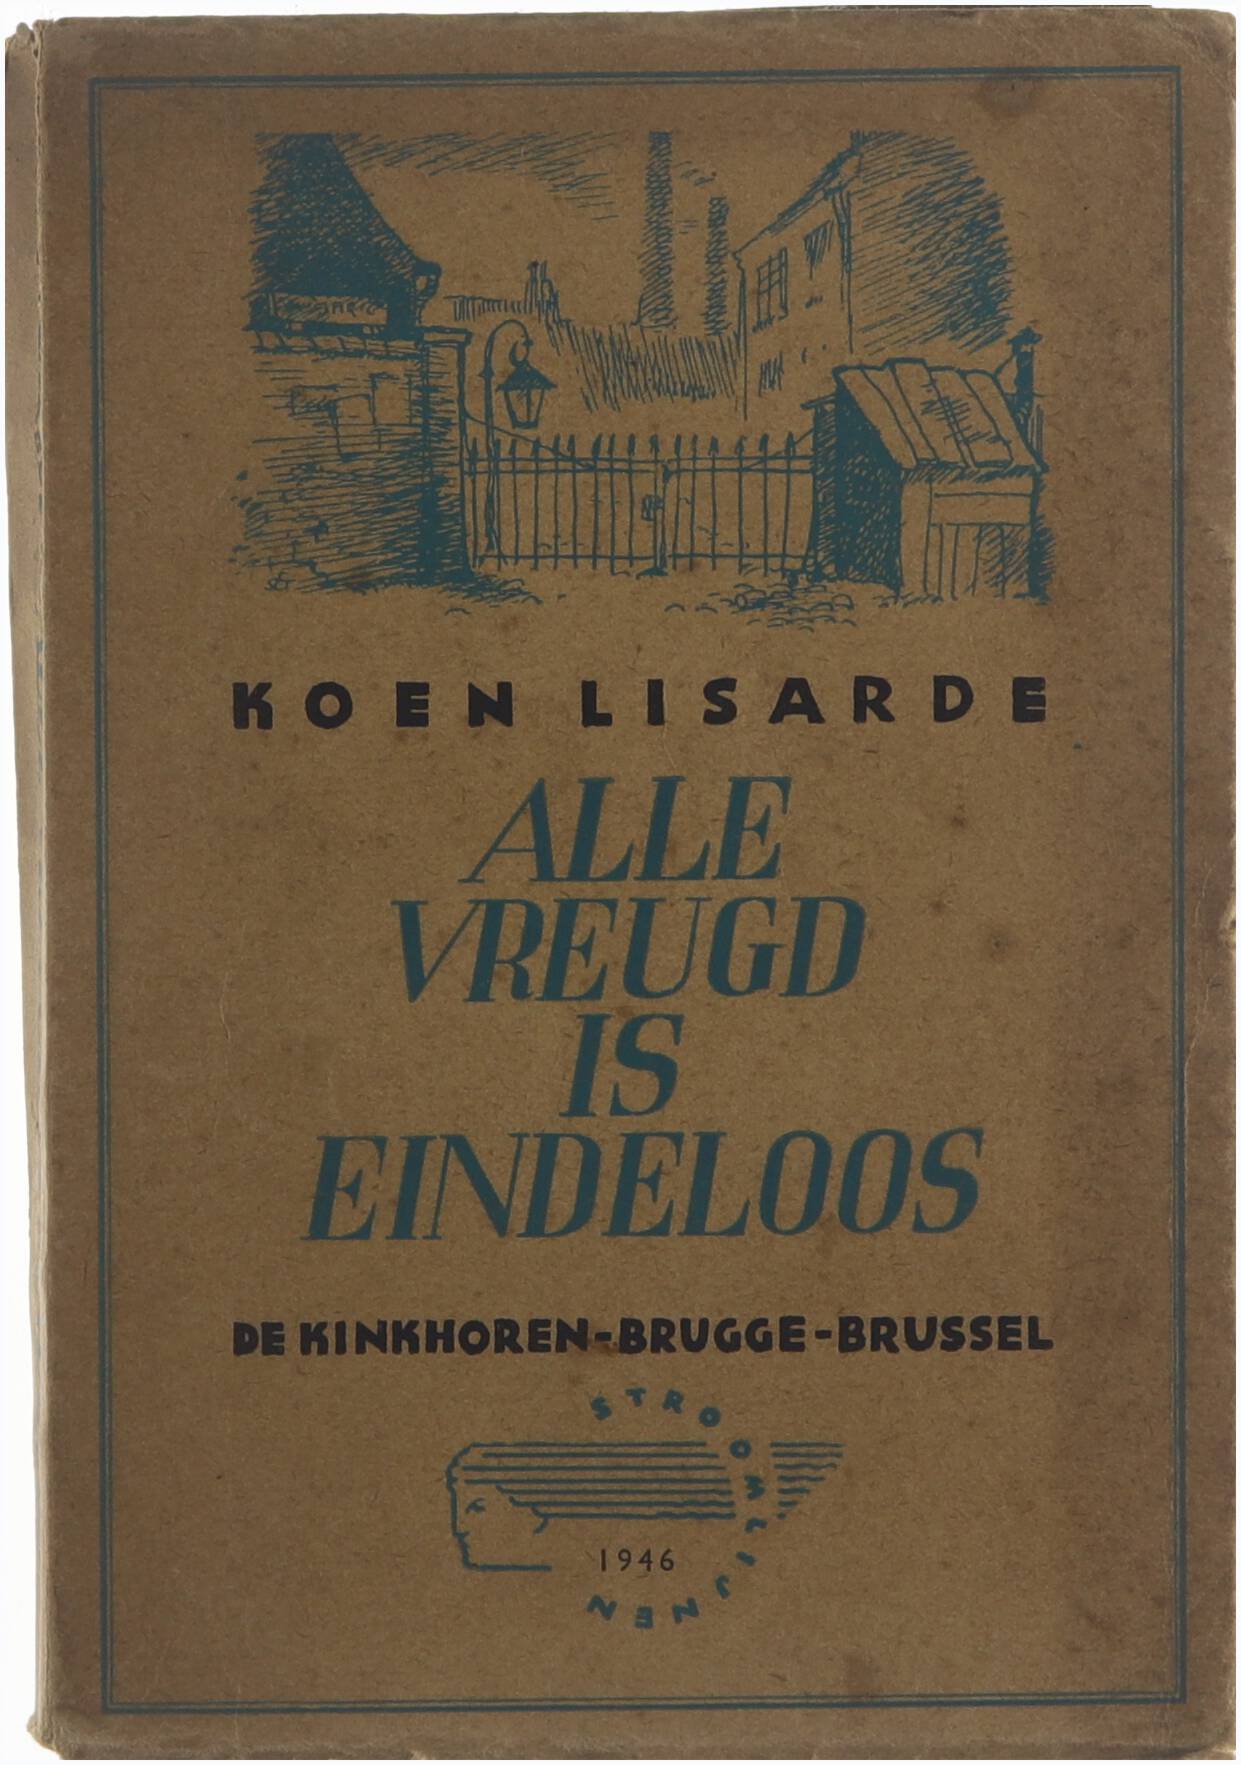 KOEN LISARDE
ALLE
VREUGD
IS
EINDELOOS
DE KINKHOREN-BRUGGE-BRUSSEL
STROOMLIJNEN
1946